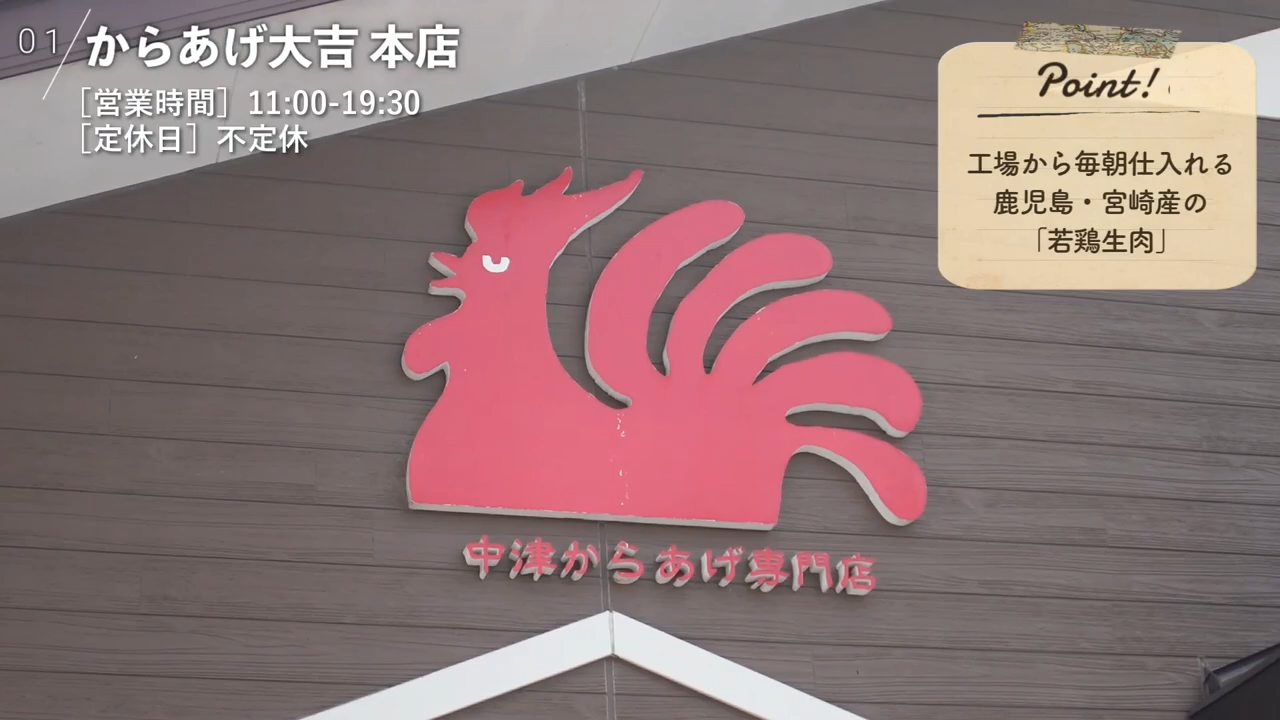 01
からあげ大吉 本店
[営業時間] 11:00-19:30
[定休日] 不定休
Point!
工場から毎朝仕入れる
鹿児島・宮崎産の
「若鶏生肉」
中津からあげ専門店